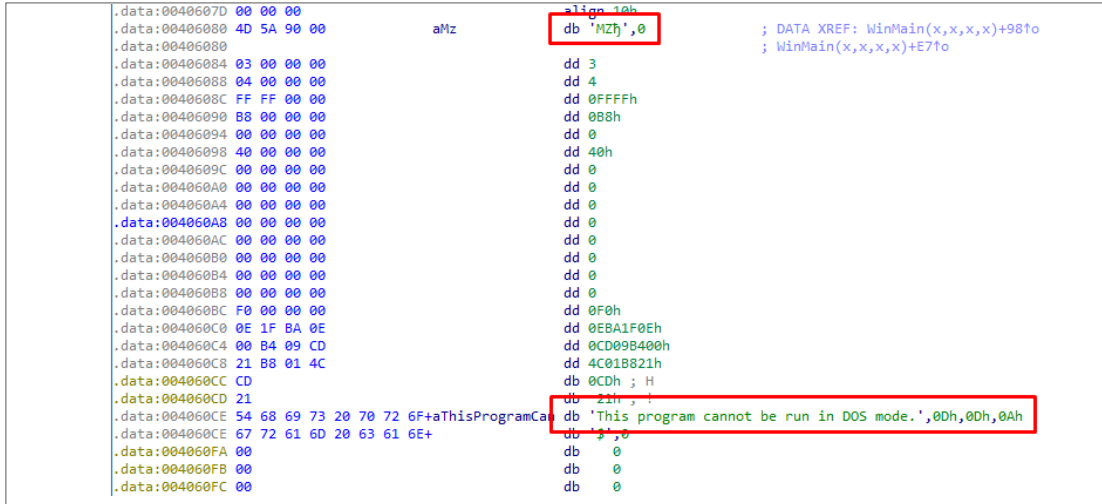 .data:0040607D 00 00 00 align 10h
.data:00406080 4D 5A 90 00 aMz db 'MZђ',0 ; DATA XREF: WinMain(x,x,x,x)+98↑o
.data:00406080 ; WinMain(x,x,x,x)+E7↑o
.data:00406084 03 00 00 00 dd 3
.data:00406088 04 00 00 00 dd 4
.data:0040608C FF FF 00 00 dd 0FFFFh
.data:00406090 B8 00 00 00 dd 0B8h
.data:00406094 00 00 00 00 dd 0
.data:00406098 40 00 00 00 dd 40h
.data:0040609C 00 00 00 00 dd 0
.data:004060A0 00 00 00 00 dd 0
.data:004060A4 00 00 00 00 dd 0
.data:004060A8 00 00 00 00 dd 0
.data:004060AC 00 00 00 00 dd 0
.data:004060B0 00 00 00 00 dd 0
.data:004060B4 00 00 00 00 dd 0
.data:004060B8 00 00 00 00 dd 0
.data:004060BC F0 00 00 00 dd 0F0h
.data:004060C0 0E 1F BA 0E dd 0EBA1F0Eh
.data:004060C4 00 B4 09 CD dd 0CD09B400h
.data:004060C8 21 B8 01 4C dd 4C01B821h
.data:004060CC CD db 0CDh ; Н
.data:004060CD 21 db 21h ; !
.data:004060CE 54 68 69 73 20 70 72 6F+aThisProgramCan db 'This program cannot be run in DOS mode.',0Dh,0Dh,0Ah
.data:004060CE 67 72 61 6D 20 63 61 6E+ db '$',0
.data:004060FA 00 db 0
.data:004060FB 00 db 0
.data:004060FC 00 db 0